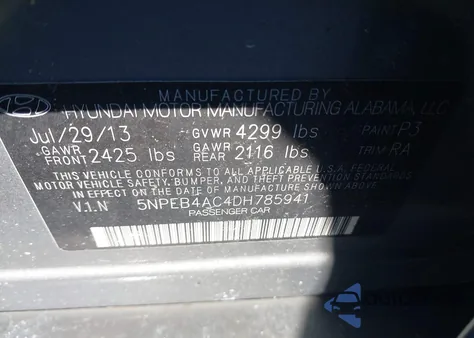 MANUFACTURED BY
HYUNDAI MOTOR MANUFACTURING ALABAMA, LLC
Jul/29/13 GVWR 4299 lbs PAINT P3
GAWR FRONT 2425 lbs GAWR REAR 2116 lbs TRIM RA
THIS VEHICLE CONFORMS TO ALL APPLICABLE U.S.A. FEDERAL
MOTOR VEHICLE SAFETY, BUMPER, AND THEFT PREVENTION STANDARDS
IN EFFECT ON THE DATE OF MANUFACTURE SHOWN ABOVE.
V.I.N 5NPEB4AC4DH785941
PASSENGER CAR